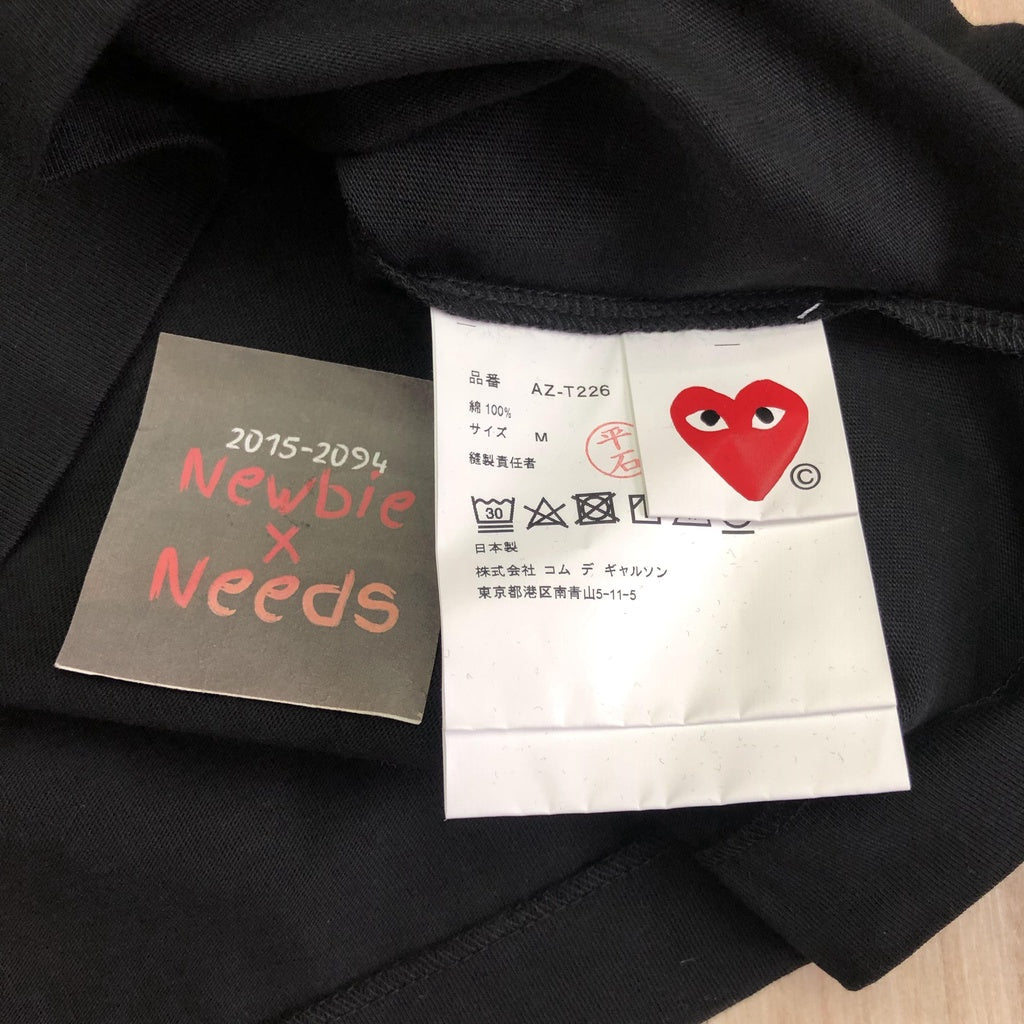 2015-2094
Newbie
X
Needs
品番 AZ-T226
綿 100%
サイズ M
縫製責任者
平石
30
日本製
株式会社 コム デ ギャルソン
東京都港区南青山5-11-5
©